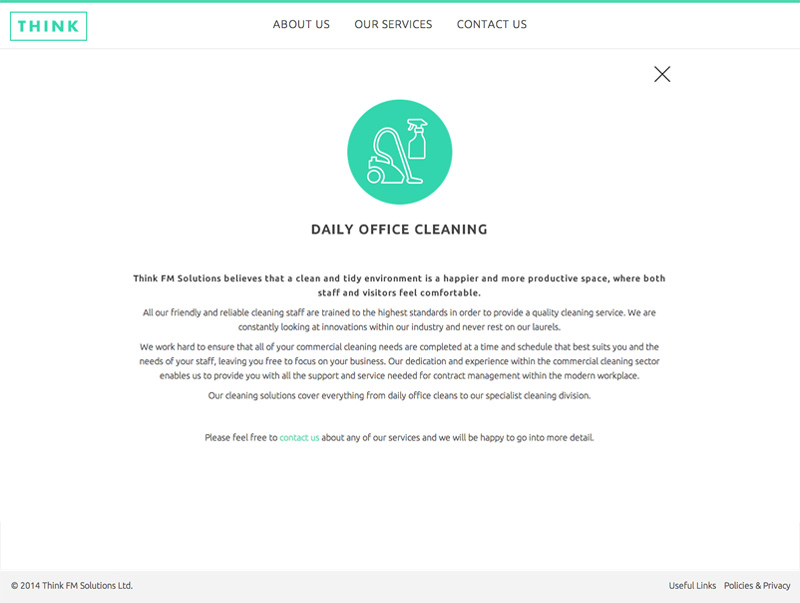 THINK
ABOUT US
OUR SERVICES
CONTACT US
DAILY OFFICE CLEANING
Think FM Solutions believes that a clean and tidy environment is a happier and more productive space, where both
staff and visitors feel comfortable.
All our friendly and reliable cleaning staff are trained to the highest standards in order to provide a quality cleaning service. We are
constantly looking at innovations within our industry and never rest on our laurels.
We work hard to ensure that all of your commercial cleaning needs are completed at a time and schedule that best suits you and the
needs of your staff, leaving you free to focus on your business. Our dedication and experience within the commercial cleaning sector
enables us to provide you with all the support and service needed for contract management within the modern workplace.
Our cleaning solutions cover everything from daily office cleans to our specialist cleaning division.
Please feel free to contact us about any of our services and we will be happy to go into more detail.
© 2014 Think FM Solutions Ltd.
Useful Links
Policies & Privacy